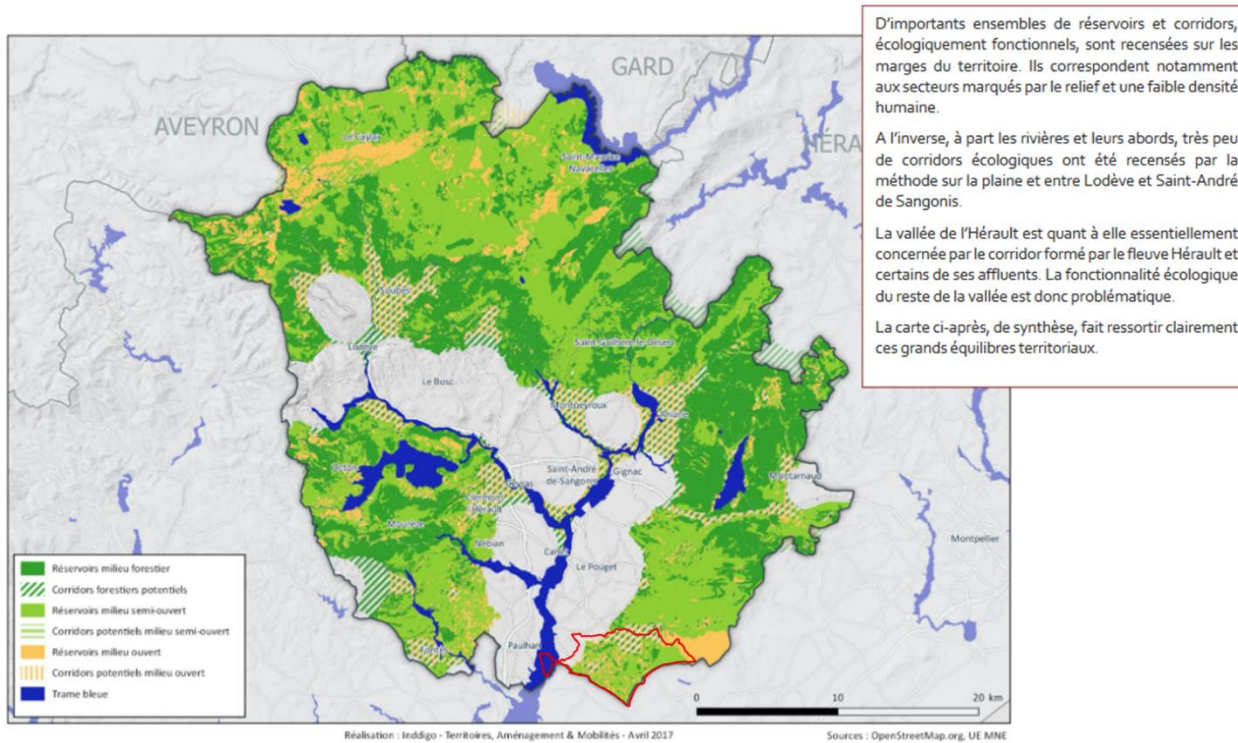 D'importants ensembles de réservoirs et corridors,
écologiquement fonctionnels, sont recensées sur les
marges du territoire. Ils correspondent notamment
aux secteurs marqués par le relief et une faible densité
humaine.
A l'inverse, à part les rivières et leurs abords, très peu
de corridors écologiques ont été recensés par la
méthode sur la plaine et entre Lodève et Saint-André
de Sangonis.
La vallée de l'Hérault est quant à elle essentiellement
concernée par le corridor formé par le fleuve Hérault et
certains de ses affluents. La fonctionnalité écologique
du reste de la vallée est donc problématique.
La carte ci-après, de synthèse, fait ressortir clairement
ces grands équilibres territoriaux.
GARD
AVEYRON
HÉRA
Le Caylar
Saint-Maurice
Navacelles
Soubès
Lodève
Saint-Guilhem-le-Désert
Le Bosc
Montpeyroux
Aniane
Octon
Saint-André
de-Sangonis
Gignac
Clermont
Hérault
Montarnaud
Mourèze
Nébian
Canet
Le Pouget
Montpellier
Paulhan
Fontès
Réservoirs milieu forestier
Corridors forestiers potentiels
Réservoirs milieu semi-ouvert
Corridors potentiels milieu semi-ouvert
Réservoirs milieu ouvert
Corridors potentiels milieu ouvert
Trame bleue
0 10 20 km
Réalisation : Inddigo - Territoires, Aménagement & Mobilités - Avril 2017
Sources : OpenStreetMap.org, UE MNE